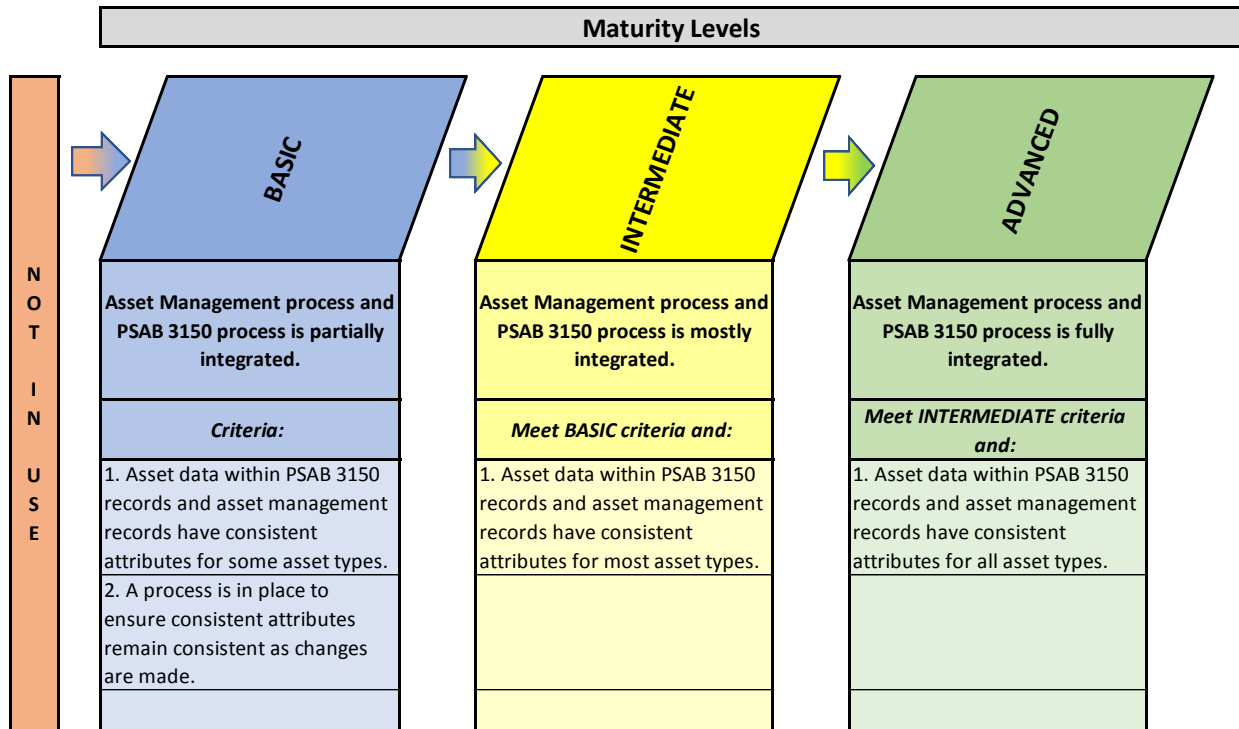 Maturity Levels
NOT IN USE
BASIC
Asset Management process and
PSAB 3150 process is partially
integrated.
Criteria:
1. Asset data within PSAB 3150
records and asset management
records have consistent
attributes for some asset types.
2. A process is in place to
ensure consistent attributes
remain consistent as changes
are made.
INTERMEDIATE
Asset Management process and
PSAB 3150 process is mostly
integrated.
Meet BASIC criteria and:
1. Asset data within PSAB 3150
records and asset management
records have consistent
attributes for most asset types.
ADVANCED
Asset Management process and
PSAB 3150 process is fully
integrated.
Meet INTERMEDIATE criteria
and:
1. Asset data within PSAB 3150
records and asset management
records have consistent
attributes for all asset types.